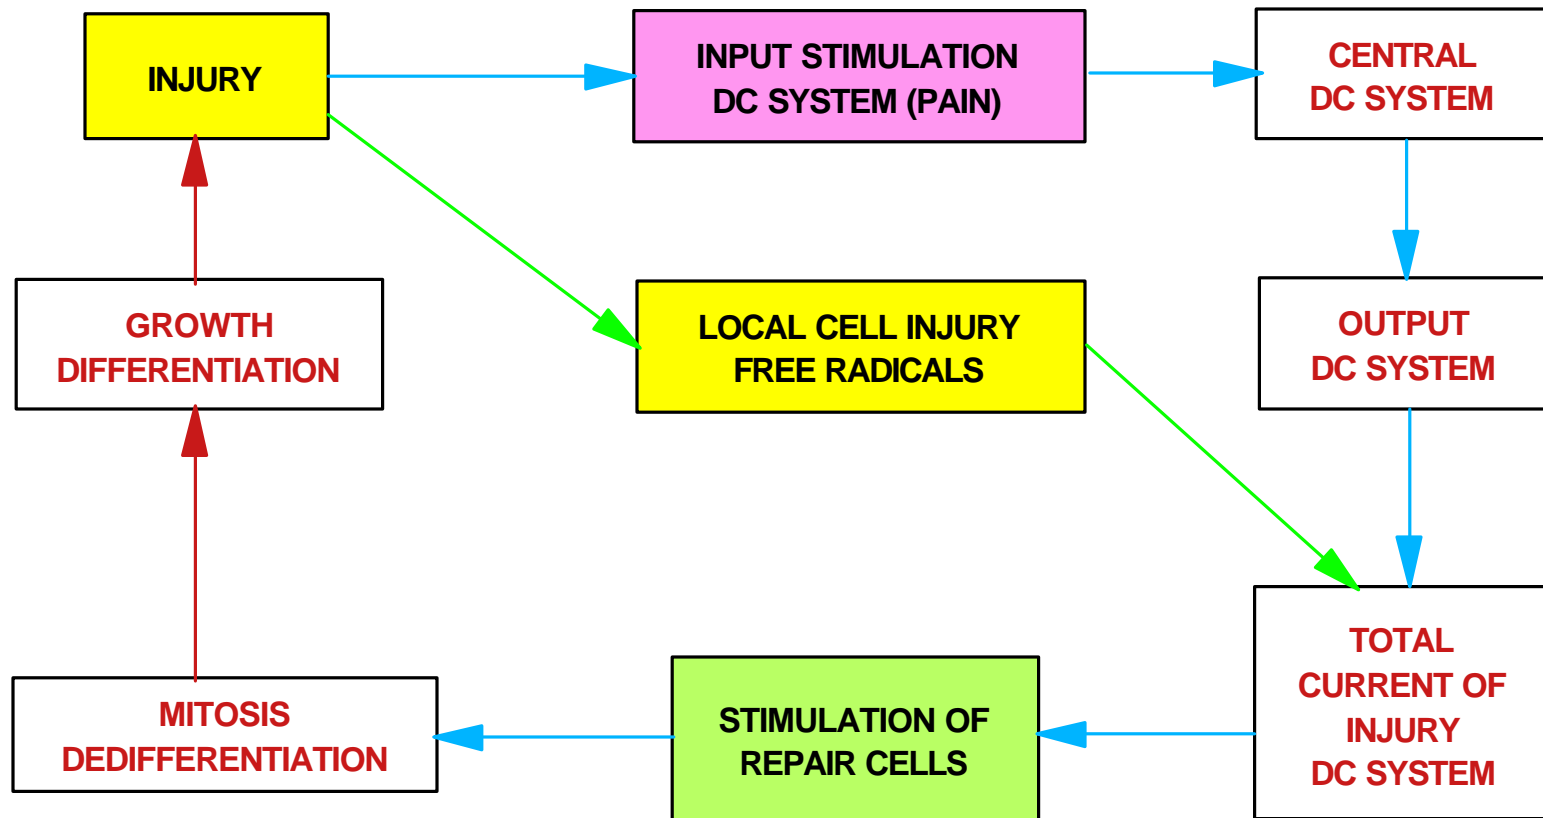 INJURY
INPUT STIMULATION
DC SYSTEM (PAIN)
CENTRAL
DC SYSTEM
GROWTH
DIFFERENTIATION
LOCAL CELL INJURY
FREE RADICALS
OUTPUT
DC SYSTEM
MITOSIS
DEDIFFERENTIATION
STIMULATION OF
REPAIR CELLS
TOTAL
CURRENT OF
INJURY
DC SYSTEM